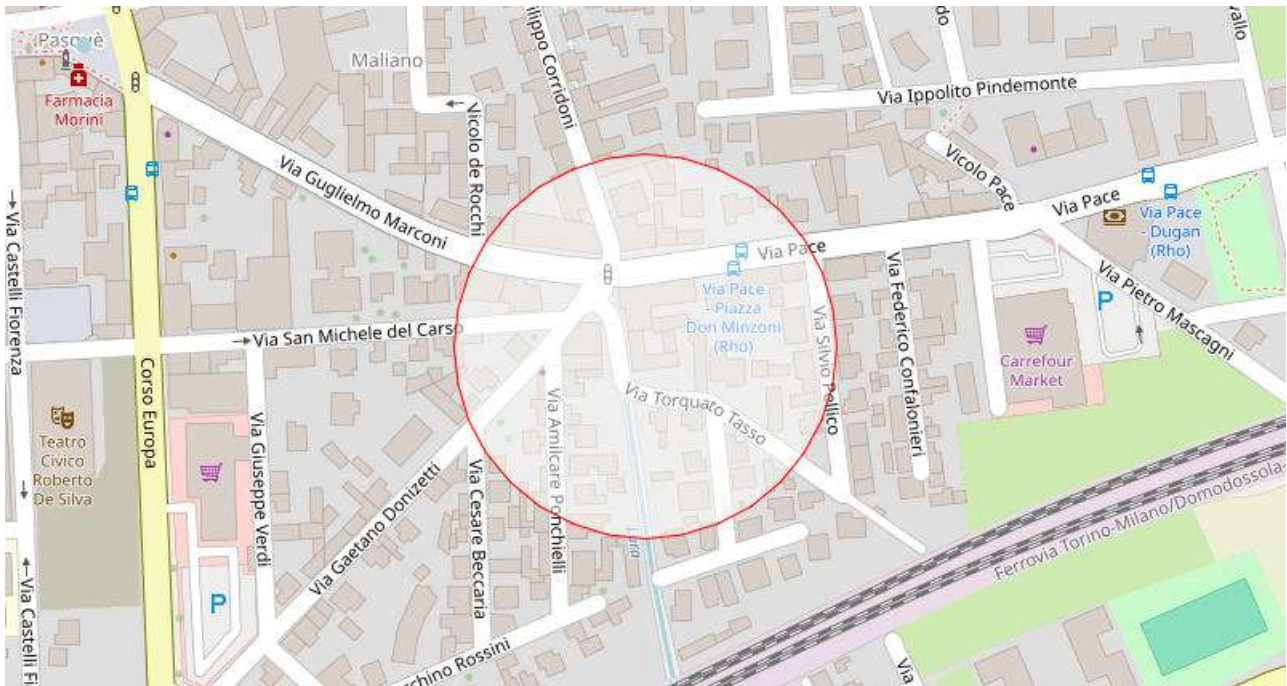 Pasquè
Farmacia
Morini
Maliano
Vicolo de Rocchi
ilippo Corridoni
do
vallo
Via Ippolito Pindemonte
Vicolo Pace
Via Pace
Via Pace
- Dugan
(Rho)
Via Guglielmo Marconi
Via Pace
Via Pace
- Piazza
Don Minzoni
(Rho)
Via Castelli Fiorenza
Via San Michele del Carso
Corso Europa
Via Silvio Pellico
Via Federico Confalonieri
P
Via Pietro Mascagni
Carrefour
Market
Via Torquato Tasso
Teatro
Civico
Roberto
De Silva
Via Giuseppe Verdi
Via Gaetano Donizetti
Via Cesare Beccaria
Via Amilcare Ponchielli
Lura
Ferrovia Torino-Milano/Domodossola-
P
Via Castelli Fi
chino Rossini
Via